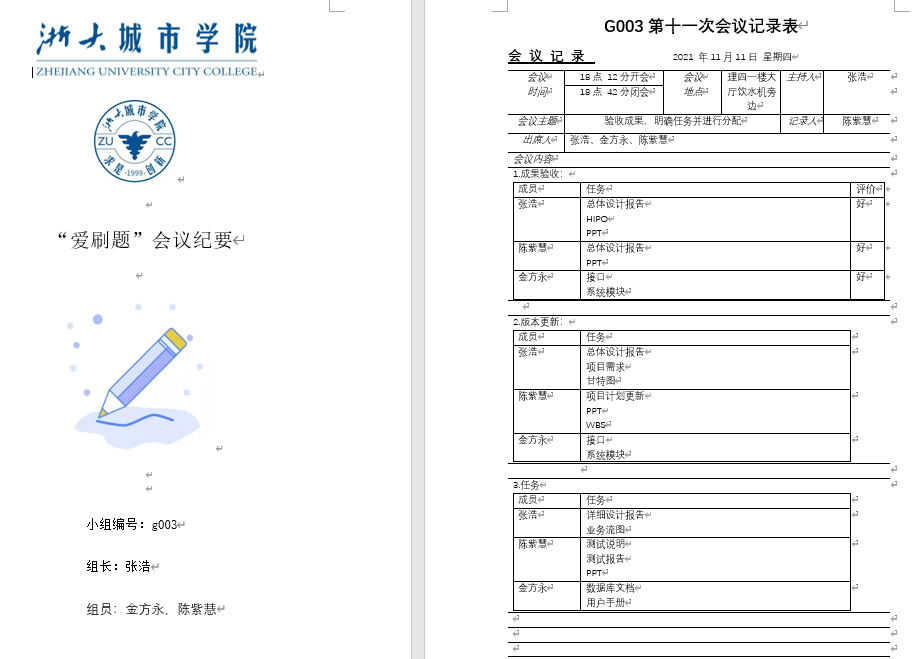 浙大城市学院
ZHEJIANG UNIVERSITY CITY COLLEGE
浙大城市学院
ZU CC
求是 创新
·1999·
“爱刷题”会议纪要
小组编号：g003
组长：张浩
组员：金方永，陈紫慧
G003 第十一次会议记录表
会 议 记 录 2021 年 11 月 11 日 星期四
会议时间 18 点 12 分开会 18 点 42 分闭会 会议地点 理四一楼大厅饮水机旁边 主持人 张浩
会议主题 验收成果，明确任务并进行分配 记录人 陈紫慧
出席人 张浩、金方永、陈紫慧
会议内容
1.成果验收：
成员 任务 评价
张浩 总体设计报告 好
HIPO
PPT
陈紫慧 总体设计报告 好
PPT
金方永 接口 好
系统模块
2.版本更新：
成员 任务
张浩 总体设计报告
项目需求
甘特图
陈紫慧 项目计划更新
PPT
WBS
金方永 接口
系统模块
3.任务
成员 任务
张浩 详细设计报告
业务流图
陈紫慧 测试说明
测试报告
PPT
金方永 数据库文档
用户手册